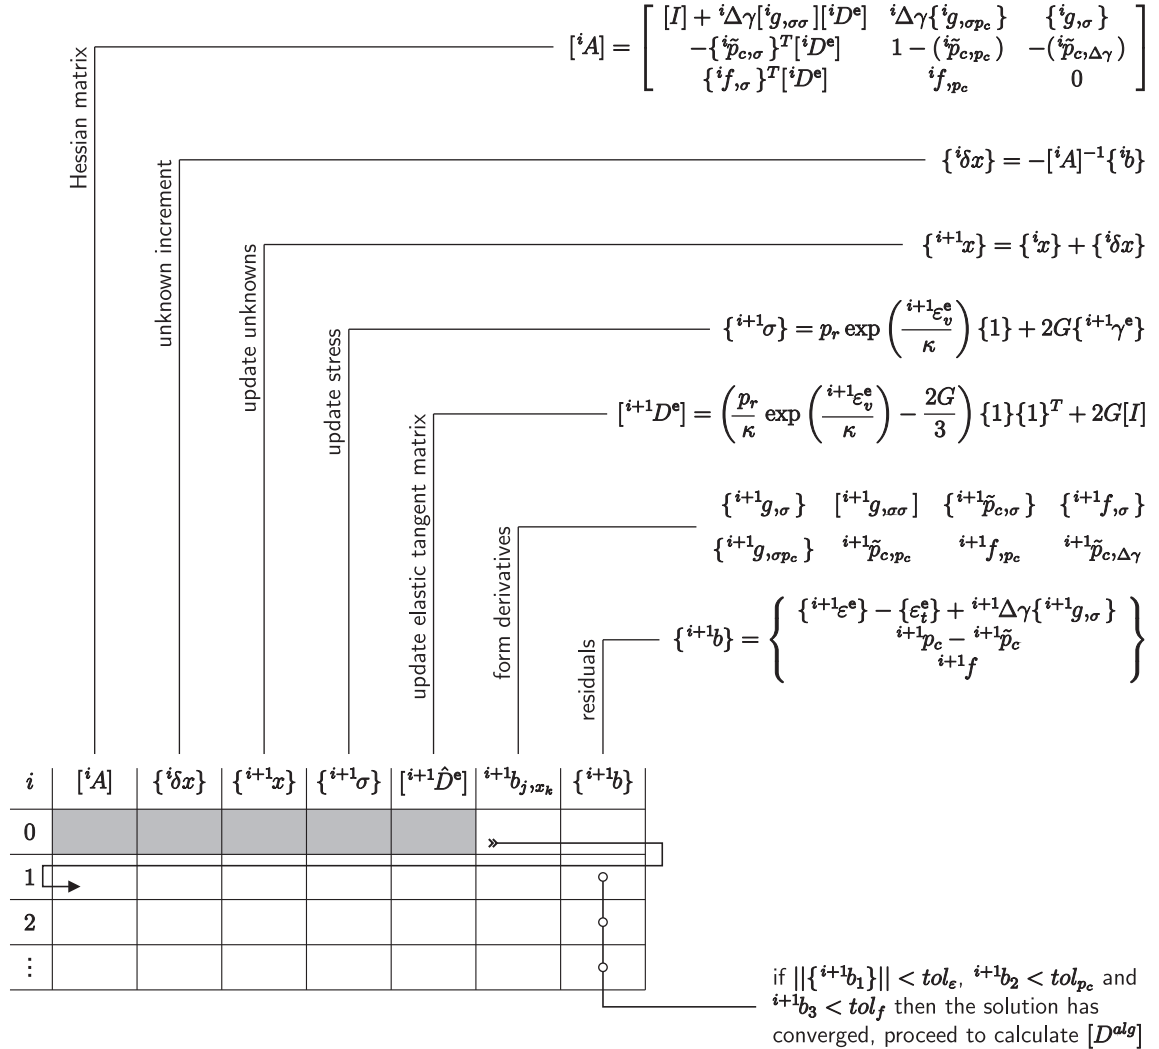 Hessian matrix
[ⁱA] = [ [I] + ⁱΔγ[ⁱg,σσ][ⁱDᵉ]  ⁱΔγ{ⁱg,σp_c}  {ⁱg,σ}
−{ⁱp̃_c,σ}ᵀ[ⁱDᵉ]  1 − (ⁱp̃_c,p_c)  −(ⁱp̃_c,Δγ)
{ⁱf,σ}ᵀ[ⁱDᵉ]  ⁱf,p_c  0 ]
unknown increment
{ⁱδx} = −[ⁱA]⁻¹{ⁱb}
update unknowns
{ⁱ⁺¹x} = {ⁱx} + {ⁱδx}
update stress
{ⁱ⁺¹σ} = p_r exp(ⁱ⁺¹ε_vᵉ / κ){1} + 2G{ⁱ⁺¹γᵉ}
update elastic tangent matrix
[ⁱ⁺¹Dᵉ] = (p_r / κ exp(ⁱ⁺¹ε_vᵉ / κ) − 2G / 3){1}{1}ᵀ + 2G[I]
form derivatives
{ⁱ⁺¹g,σ}  [ⁱ⁺¹g,σσ]  {ⁱ⁺¹p̃_c,σ}  {ⁱ⁺¹f,σ}
{ⁱ⁺¹g,σp_c}  ⁱ⁺¹p̃_c,p_c  ⁱ⁺¹f,p_c  ⁱ⁺¹p̃_c,Δγ
residuals
{ⁱ⁺¹b} = { {ⁱ⁺¹εᵉ} − {ε_tᵉ} + ⁱ⁺¹Δγ{ⁱ⁺¹g,σ}
ⁱ⁺¹p_c − ⁱ⁺¹p̃_c
ⁱ⁺¹f }
i  [ⁱA]  {ⁱδx}  {ⁱ⁺¹x}  {ⁱ⁺¹σ}  [ⁱ⁺¹D̂ᵉ]  ⁱ⁺¹b_j,x_k  {ⁱ⁺¹b}
0
1
2
⋮
if ||{ⁱ⁺¹b₁}|| < tol_ε, ⁱ⁺¹b₂ < tol_p_c and
ⁱ⁺¹b₃ < tol_f then the solution has
converged, proceed to calculate [Dᵃˡᵍ]